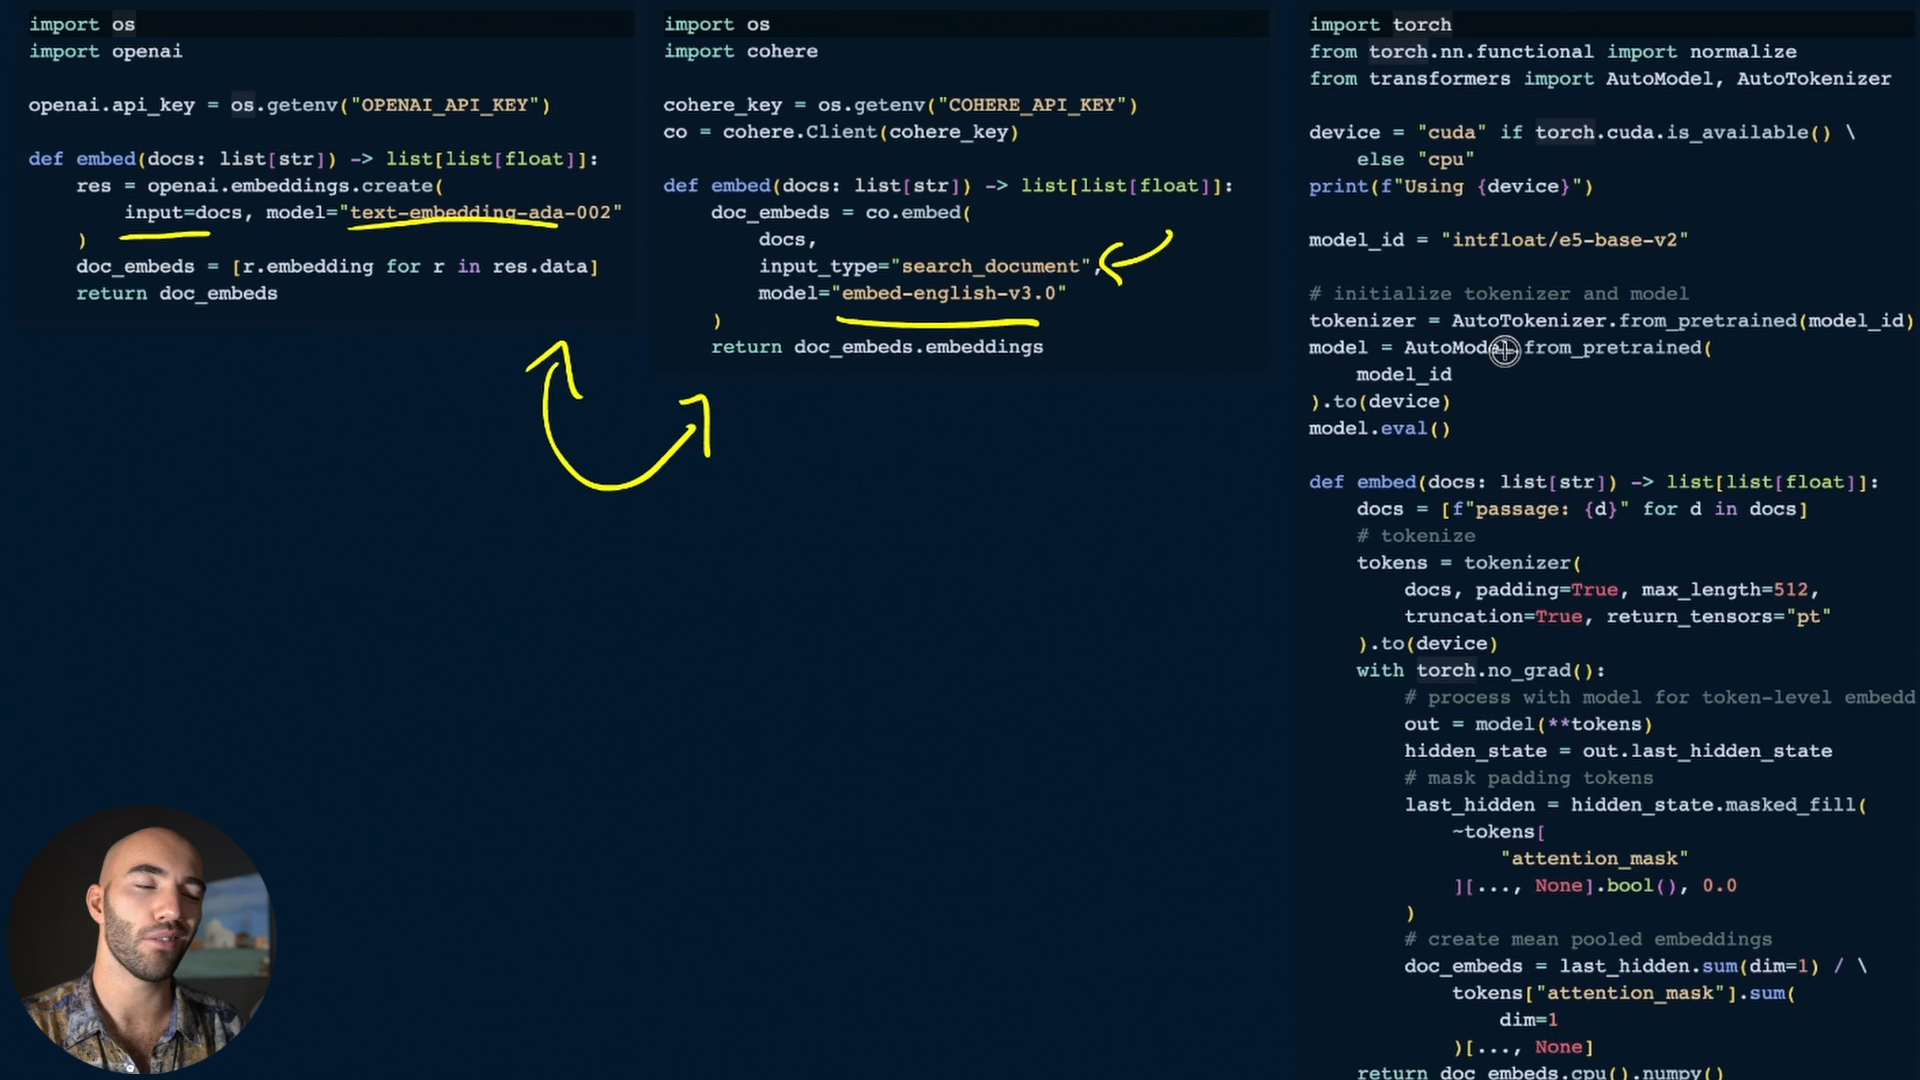 import os
import openai
openai.api_key = os.getenv("OPENAI_API_KEY")
def embed(docs: list[str]) -> list[list[float]]:
    res = openai.embeddings.create(
        input=docs, model="text-embedding-ada-002"
    )
    doc_embeds = [r.embedding for r in res.data]
    return doc_embeds
import os
import cohere
cohere_key = os.getenv("COHERE_API_KEY")
co = cohere.Client(cohere_key)
def embed(docs: list[str]) -> list[list[float]]:
    doc_embeds = co.embed(
        docs,
        input_type="search_document",
        model="embed-english-v3.0"
    )
    return doc_embeds.embeddings
import torch
from torch.nn.functional import normalize
from transformers import AutoModel, AutoTokenizer
device = "cuda" if torch.cuda.is_available() \
    else "cpu"
print(f"Using {device}")
model_id = "intfloat/e5-base-v2"
# initialize tokenizer and model
tokenizer = AutoTokenizer.from_pretrained(model_id)
model = AutoModel.from_pretrained(
    model_id
).to(device)
model.eval()
def embed(docs: list[str]) -> list[list[float]]:
    docs = [f"passage: {d}" for d in docs]
    # tokenize
    tokens = tokenizer(
        docs, padding=True, max_length=512,
        truncation=True, return_tensors="pt"
    ).to(device)
    with torch.no_grad():
        # process with model for token-level embedd
        out = model(**tokens)
        hidden_state = out.last_hidden_state
        # mask padding tokens
        last_hidden = hidden_state.masked_fill(
            ~tokens[
                "attention_mask"
            ][..., None].bool(), 0.0
        )
        # create mean pooled embeddings
        doc_embeds = last_hidden.sum(dim=1) / \
            tokens["attention_mask"].sum(
                dim=1
            )[..., None]
    return doc_embeds.cpu().numpy()